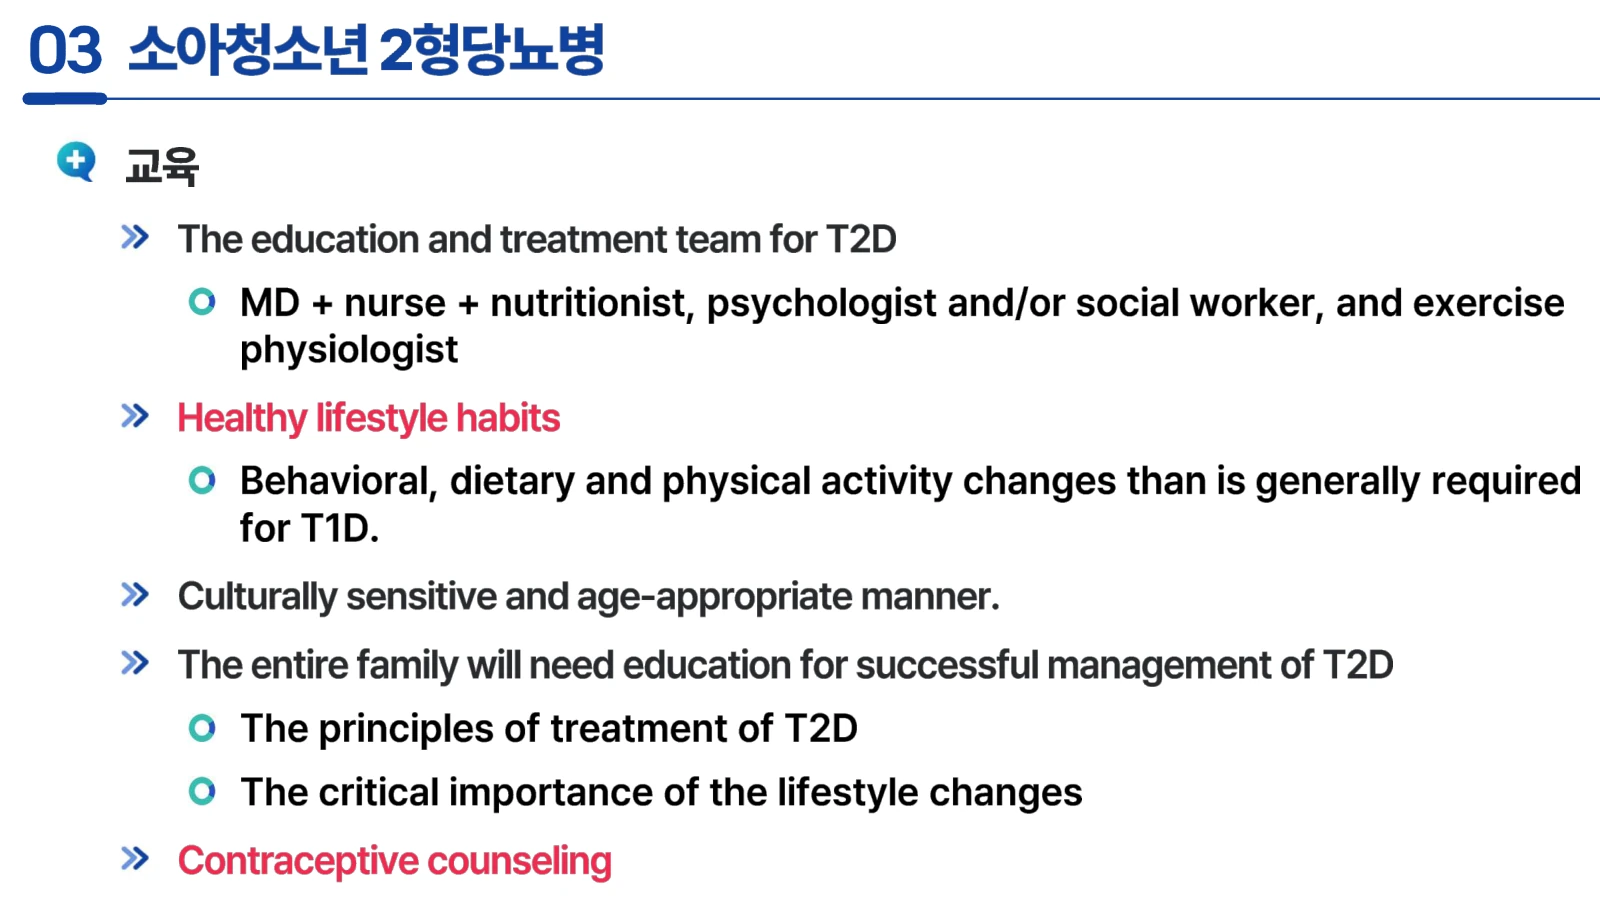 03 소아청소년 2형당뇨병
교육
The education and treatment team for T2D
MD + nurse + nutritionist, psychologist and/or social worker, and exercise
physiologist
Healthy lifestyle habits
Behavioral, dietary and physical activity changes than is generally required
for T1D.
Culturally sensitive and age-appropriate manner.
The entire family will need education for successful management of T2D
The principles of treatment of T2D
The critical importance of the lifestyle changes
Contraceptive counseling